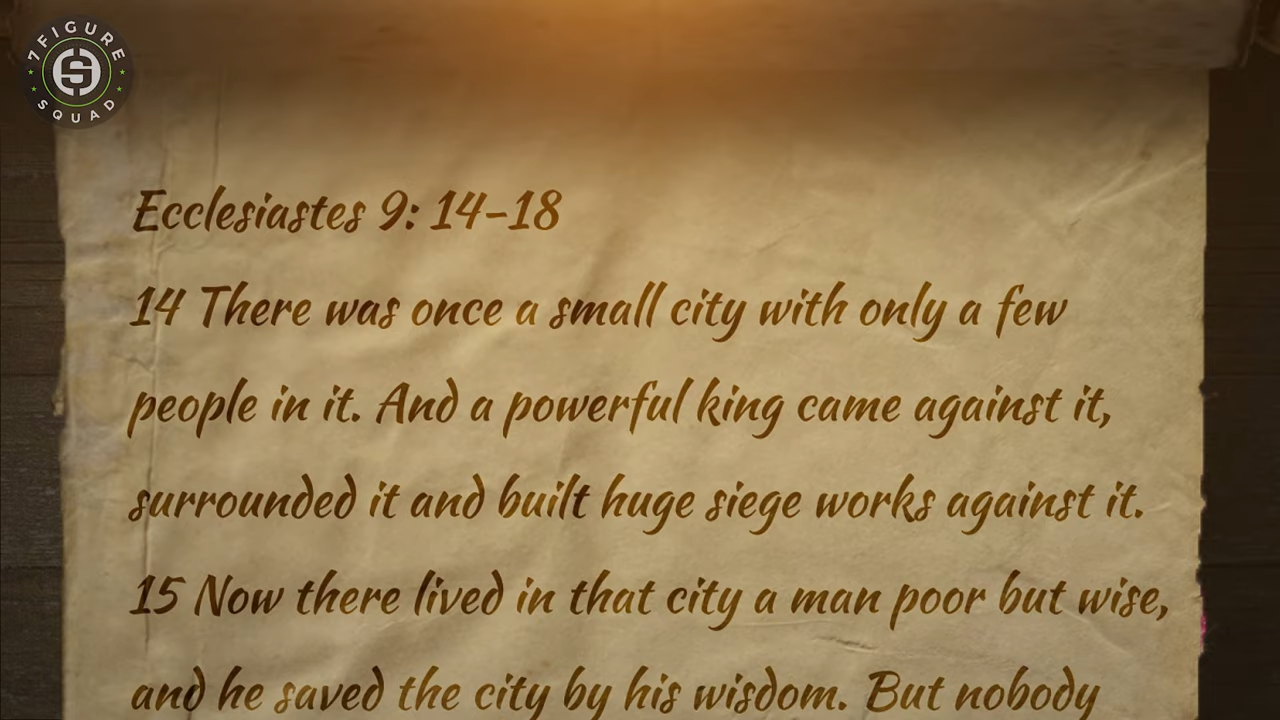 7FIGURE
SQUAD
Ecclesiastes 9: 14-18
14 There was once a small city with only a few
people in it. And a powerful king came against it,
surrounded it and built huge siege works against it.
15 Now there lived in that city a man poor but wise,
and he saved the city by his wisdom. But nobody